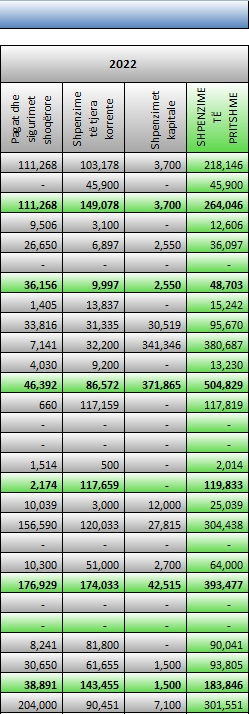 2022
Pagat dhe sigurimet shoqërore
Shpenzime të tjera korrente
Shpenzimet kapitale
SHPENZIME TË PRITSHME
111,268 103,178 3,700 218,146
- 45,900 - 45,900
111,268 149,078 3,700 264,046
9,506 3,100 - 12,606
26,650 6,897 2,550 36,097
- - - -
36,156 9,997 2,550 48,703
1,405 13,837 - 15,242
33,816 31,335 30,519 95,670
7,141 32,200 341,346 380,687
4,030 9,200 - 13,230
46,392 86,572 371,865 504,829
660 117,159 - 117,819
- - - -
- - - -
1,514 500 - 2,014
2,174 117,659 - 119,833
10,039 3,000 12,000 25,039
156,590 120,033 27,815 304,438
- - - -
10,300 51,000 2,700 64,000
176,929 174,033 42,515 393,477
- - - -
- - - -
8,241 81,800 - 90,041
30,650 61,655 1,500 93,805
38,891 143,455 1,500 183,846
204,000 90,451 7,100 301,551